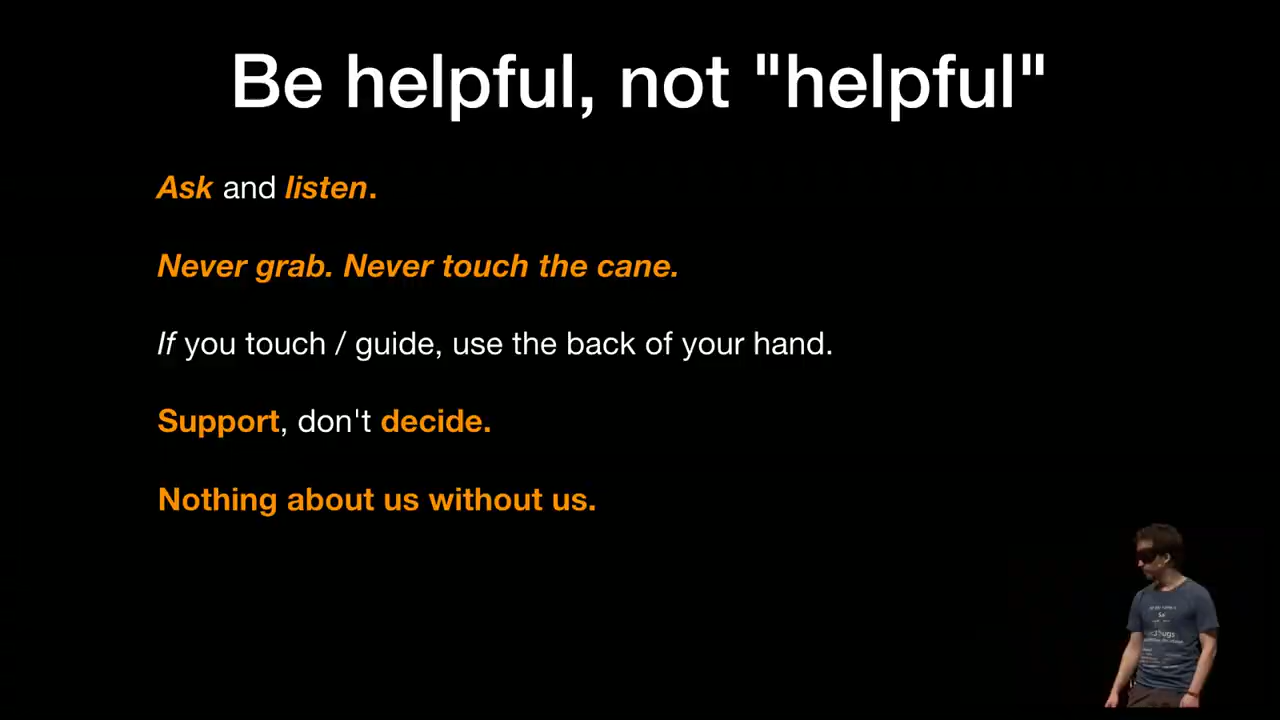 Be helpful, not "helpful"
Ask and listen.
Never grab. Never touch the cane.
If you touch / guide, use the back of your hand.
Support, don't decide.
Nothing about us without us.